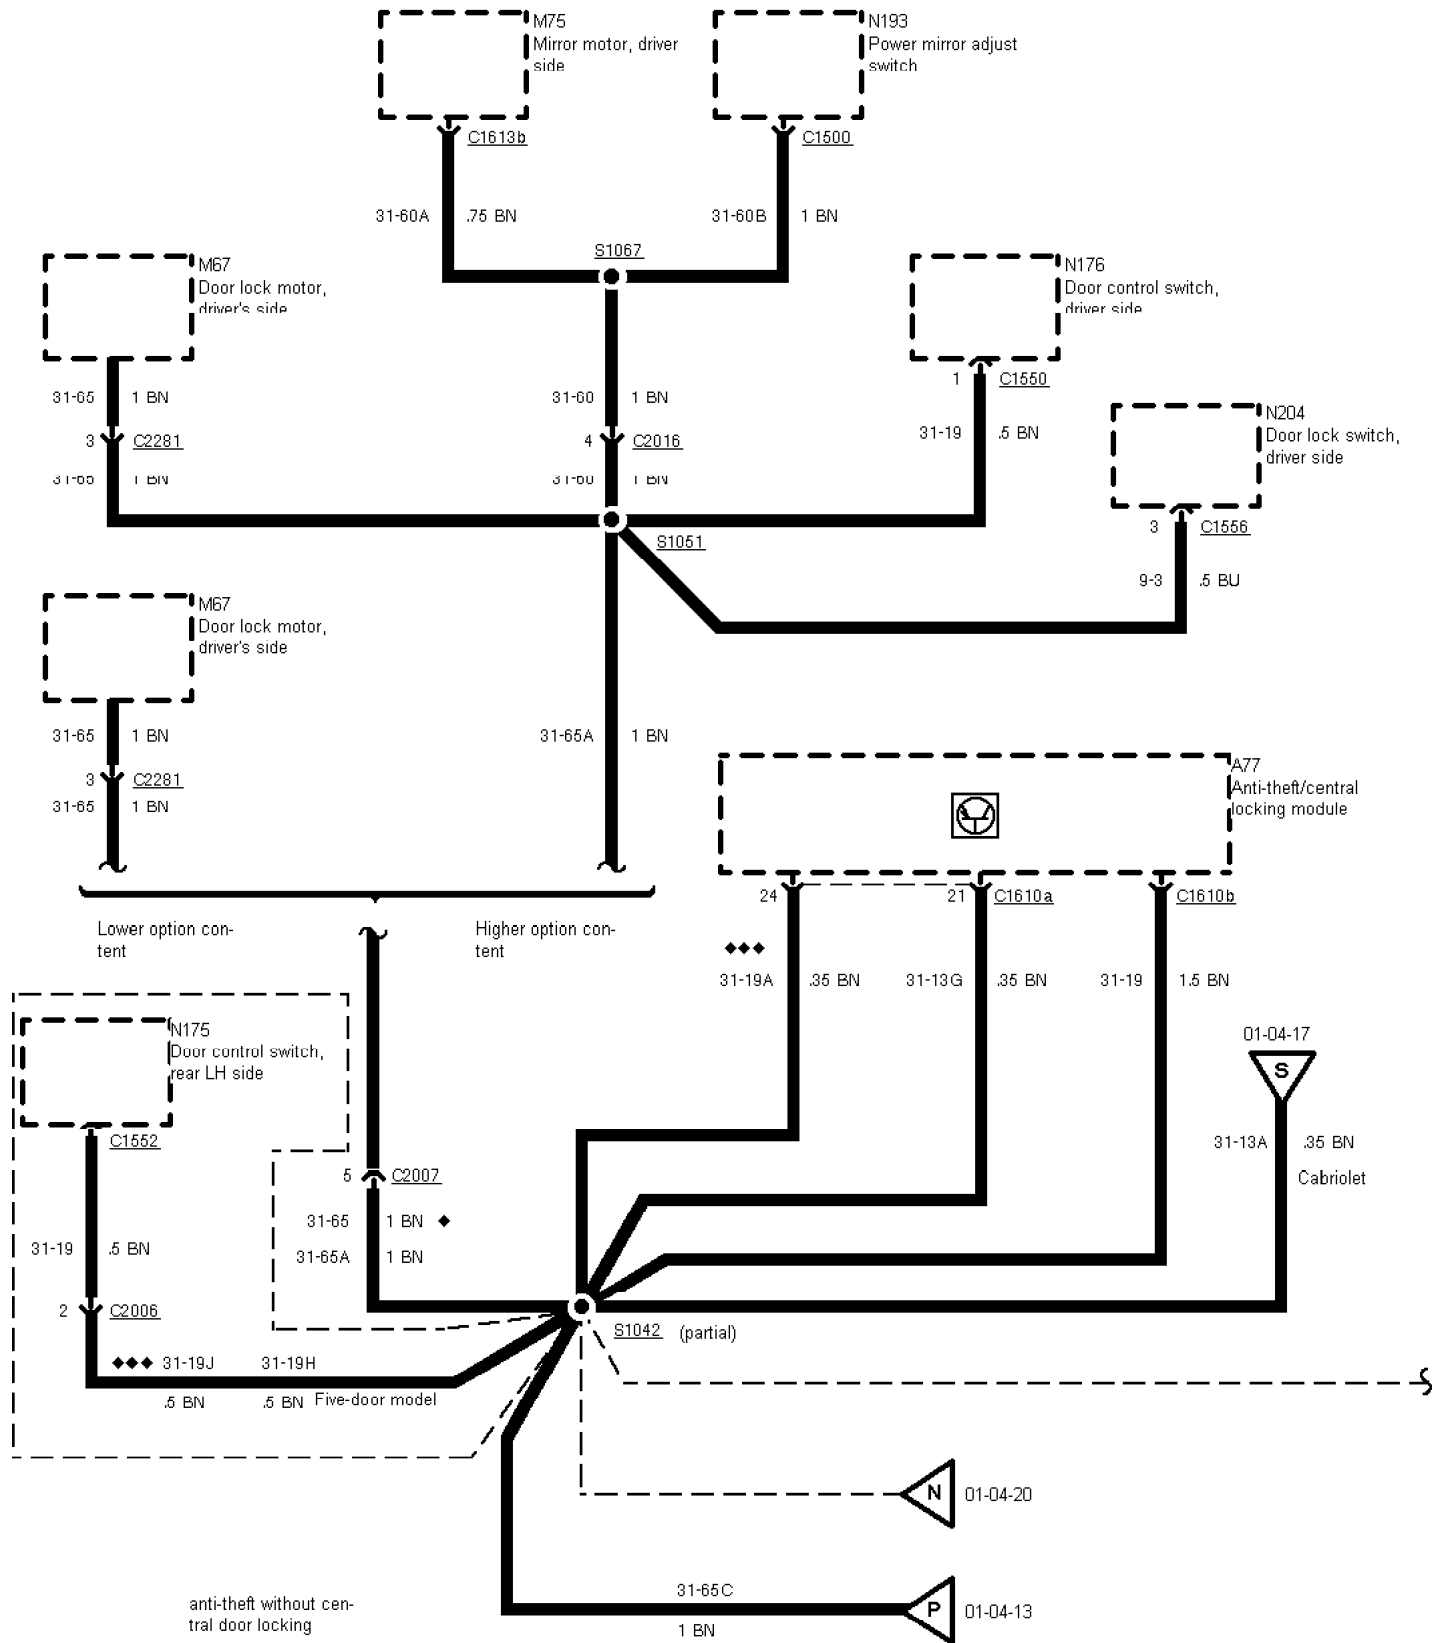 M75
Mirror motor, driver
side
N193
Power mirror adjust
switch
C1613b
C1500
31-60A .75 BN
31-60B 1 BN
S1067
M67
Door lock motor,
driver's side
N176
Door control switch,
driver side
31-65 1 BN
31-60 1 BN
1 C1550
3 C2281
4 C2016
31-19 .5 BN
N204
Door lock switch,
driver side
31-65 1 BN
31-60 1 BN
S1051
3 C1556
9-3 .5 BU
M67
Door lock motor,
driver's side
31-65 1 BN
31-65A 1 BN
3 C2281
31-65 1 BN
A77
Anti-theft/central
locking module
24
21 C1610a
C1610b
Lower option con-
tent
Higher option con-
tent
31-19A .35 BN
31-13G .35 BN
31-19 1.5 BN
N175
Door control switch,
rear LH side
01-04-17
S
C1552
31-13A .35 BN
Cabriolet
5 C2007
31-65 1 BN
31-65A 1 BN
31-19 .5 BN
2 C2006
S1042 (partial)
31-19J 31-19H
.5 BN .5 BN Five-door model
N 01-04-20
31-65C
1 BN
P 01-04-13
anti-theft without cen-
tral door locking